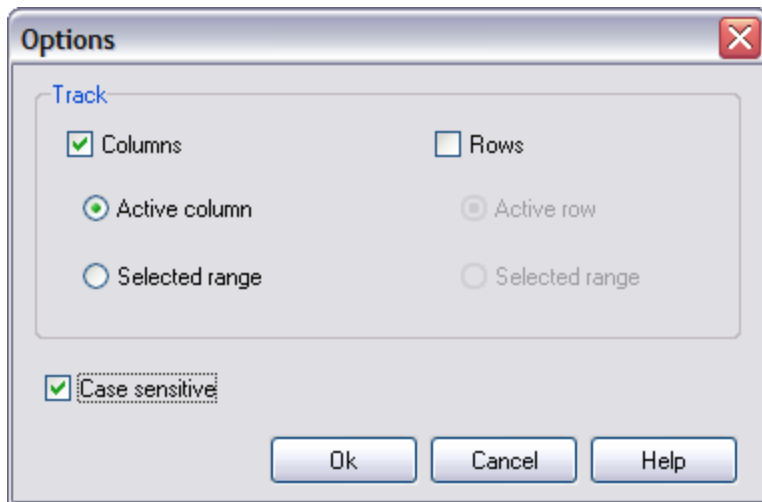 Options
Track
Columns
Rows
Active column
Active row
Selected range
Selected range
Case sensitive
Ok
Cancel
Help